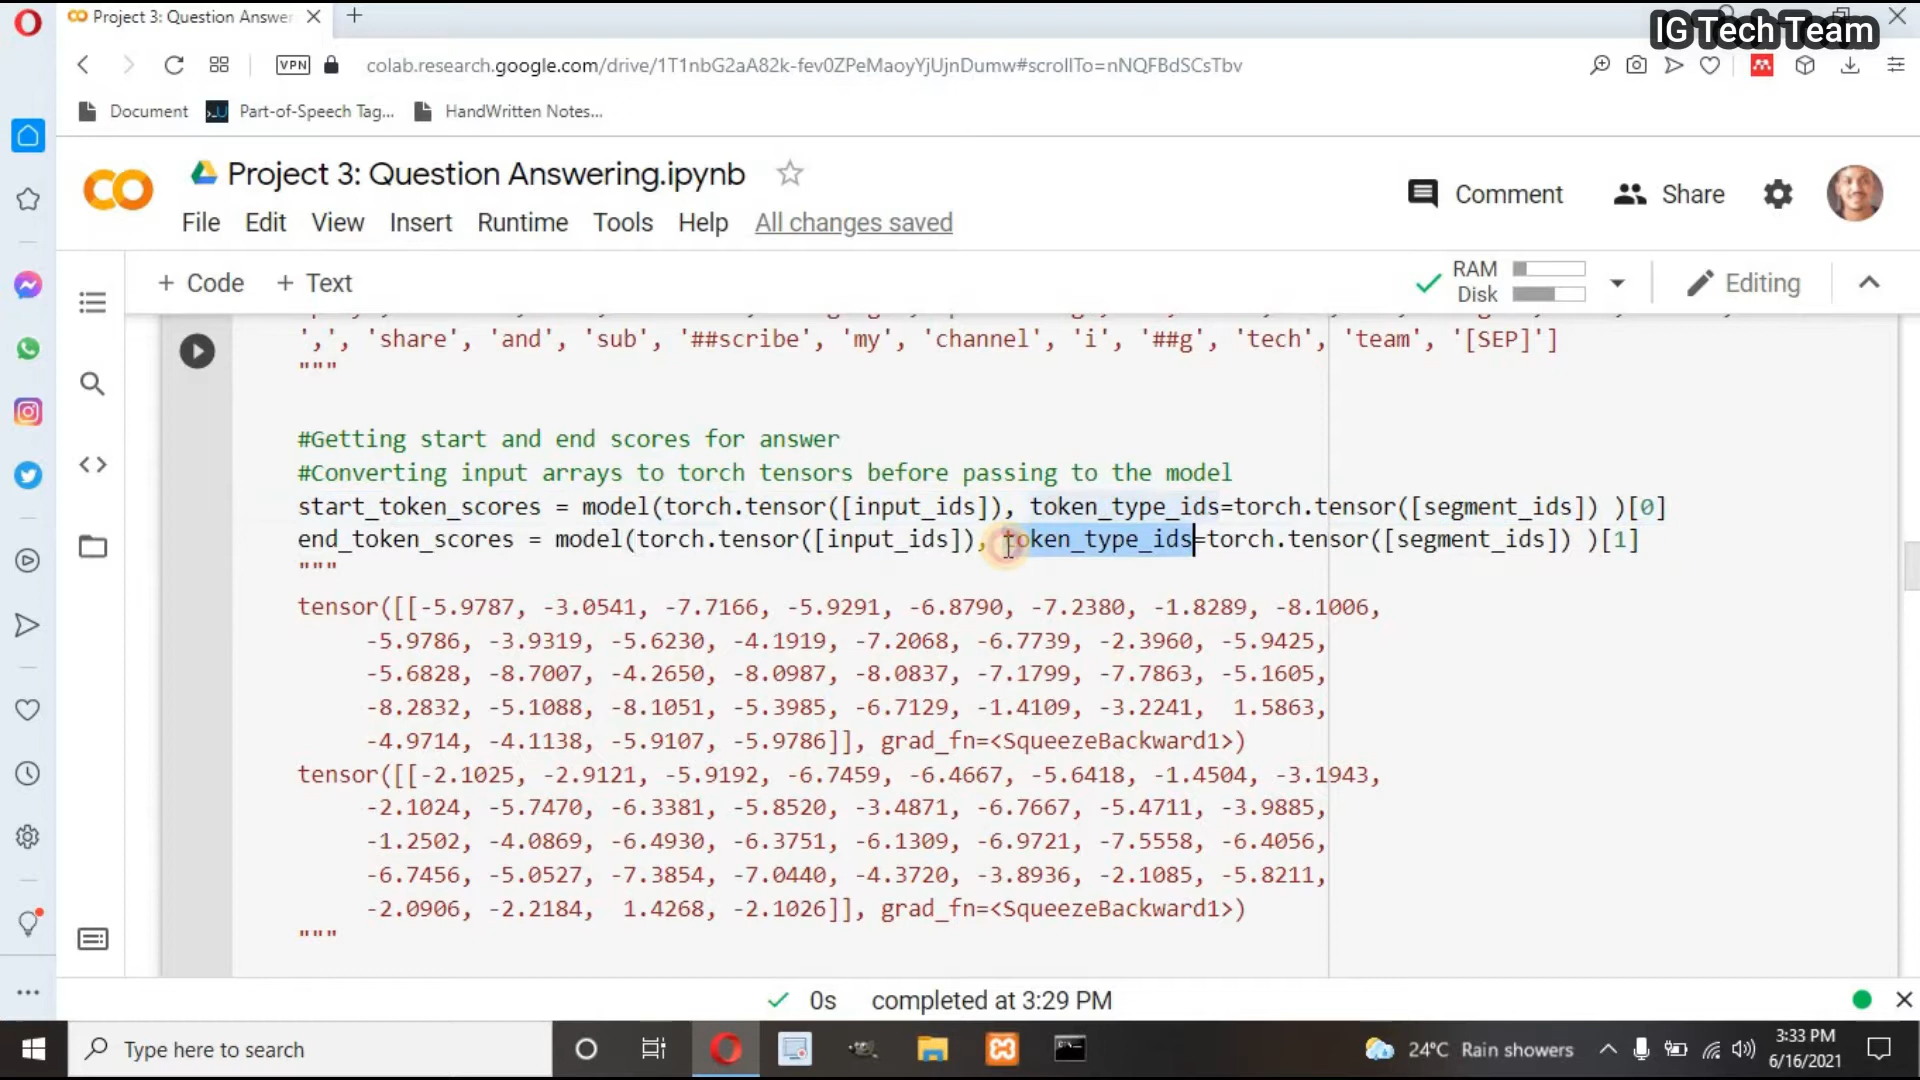 Project 3: Question Answer
IG Tech Team
VPN
colab.research.google.com/drive/1T1nbG2aA82k-fev0ZPeMaoyYjUjnDumw#scrollTo=nNQFBdSCsTbv
Document
Part-of-Speech Tag...
HandWritten Notes...
Project 3: Question Answering.ipynb
Comment
Share
File Edit View Insert Runtime Tools Help All changes saved
+ Code + Text
RAM
Disk
Editing
',', 'share', 'and', 'sub', '##scribe', 'my', 'channel', 'i', '##g', 'tech', 'team', '[SEP]']
"""
#Getting start and end scores for answer
#Converting input arrays to torch tensors before passing to the model
start_token_scores = model(torch.tensor([input_ids]), token_type_ids=torch.tensor([segment_ids]) )[0]
end_token_scores = model(torch.tensor([input_ids]), token_type_ids=torch.tensor([segment_ids]) )[1]
"""
tensor([[-5.9787, -3.0541, -7.7166, -5.9291, -6.8790, -7.2380, -1.8289, -8.1006,
-5.9786, -3.9319, -5.6230, -4.1919, -7.2068, -6.7739, -2.3960, -5.9425,
-5.6828, -8.7007, -4.2650, -8.0987, -8.0837, -7.1799, -7.7863, -5.1605,
-8.2832, -5.1088, -8.1051, -5.3985, -6.7129, -1.4109, -3.2241, 1.5863,
-4.9714, -4.1138, -5.9107, -5.9786]], grad_fn=<SqueezeBackward1>)
tensor([[-2.1025, -2.9121, -5.9192, -6.7459, -6.4667, -5.6418, -1.4504, -3.1943,
-2.1024, -5.7470, -6.3381, -5.8520, -3.4871, -6.7667, -5.4711, -3.9885,
-1.2502, -4.0869, -6.4930, -6.3751, -6.1309, -6.9721, -7.5558, -6.4056,
-6.7456, -5.0527, -7.3854, -7.0440, -4.3720, -3.8936, -2.1085, -5.8211,
-2.0906, -2.2184, 1.4268, -2.1026]], grad_fn=<SqueezeBackward1>)
"""
0s completed at 3:29 PM
Type here to search
24°C Rain showers
3:33 PM
6/16/2021